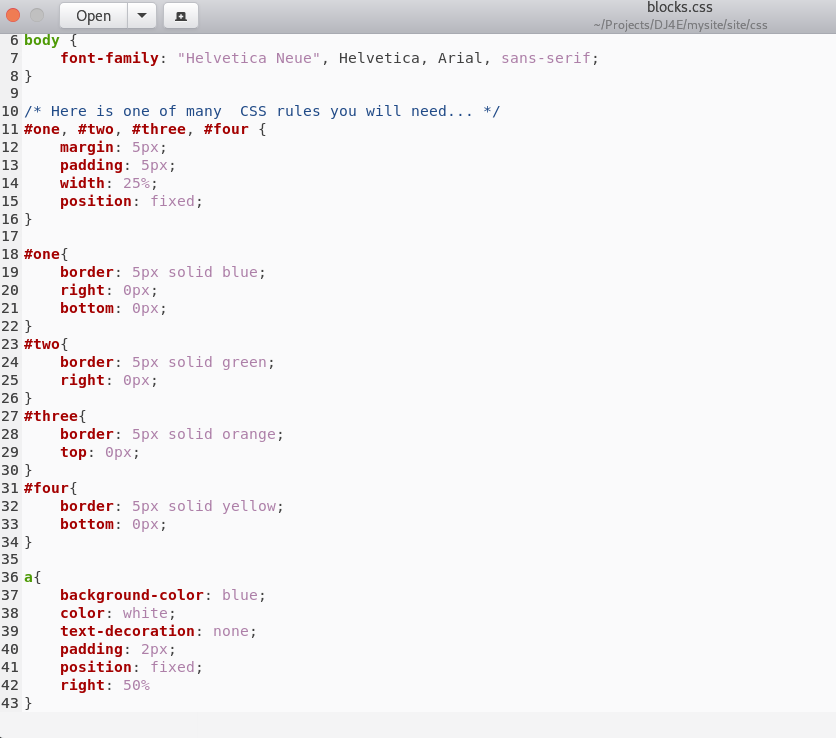 Open
blocks.css
~/Projects/DJ4E/mysite/site/css
6 body {
7     font-family: "Helvetica Neue", Helvetica, Arial, sans-serif;
8 }
9
10 /* Here is one of many  CSS rules you will need... */
11 #one, #two, #three, #four {
12     margin: 5px;
13     padding: 5px;
14     width: 25%;
15     position: fixed;
16 }
17
18 #one{
19     border: 5px solid blue;
20     right: 0px;
21     bottom: 0px;
22 }
23 #two{
24     border: 5px solid green;
25     right: 0px;
26 }
27 #three{
28     border: 5px solid orange;
29     top: 0px;
30 }
31 #four{
32     border: 5px solid yellow;
33     bottom: 0px;
34 }
35
36 a{
37     background-color: blue;
38     color: white;
39     text-decoration: none;
40     padding: 2px;
41     position: fixed;
42     right: 50%
43 }